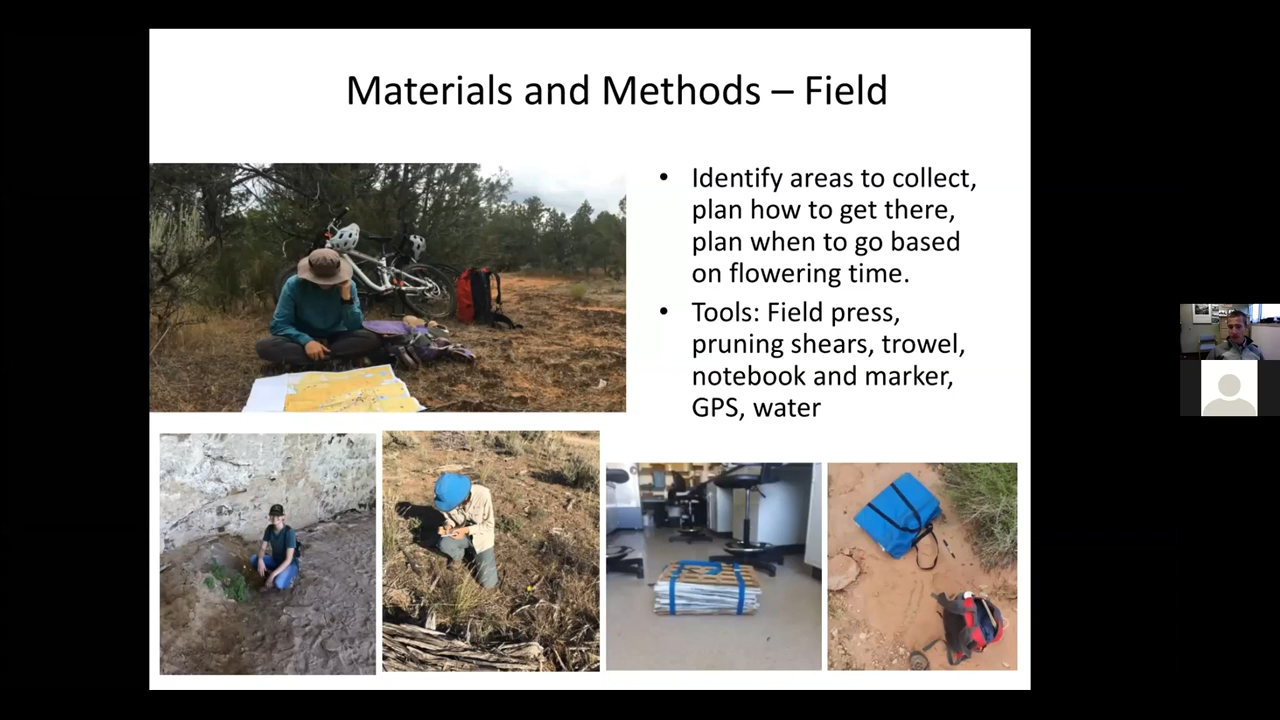 Materials and Methods – Field
• Identify areas to collect,
plan how to get there,
plan when to go based
on flowering time.
• Tools: Field press,
pruning shears, trowel,
notebook and marker,
GPS, water